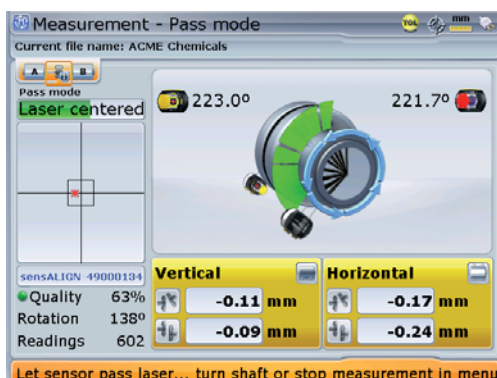 Measurement - Pass mode
TOL
mm
Current file name: ACME Chemicals
A
B
Pass mode
Laser centered
223.0º
221.7º
sensALIGN 49000134
Quality 63%
Rotation 138º
Readings 602
Vertical
-0.11 mm
-0.09 mm
Horizontal
-0.17 mm
-0.24 mm
Let sensor pass laser... turn shaft or stop measurement in menu